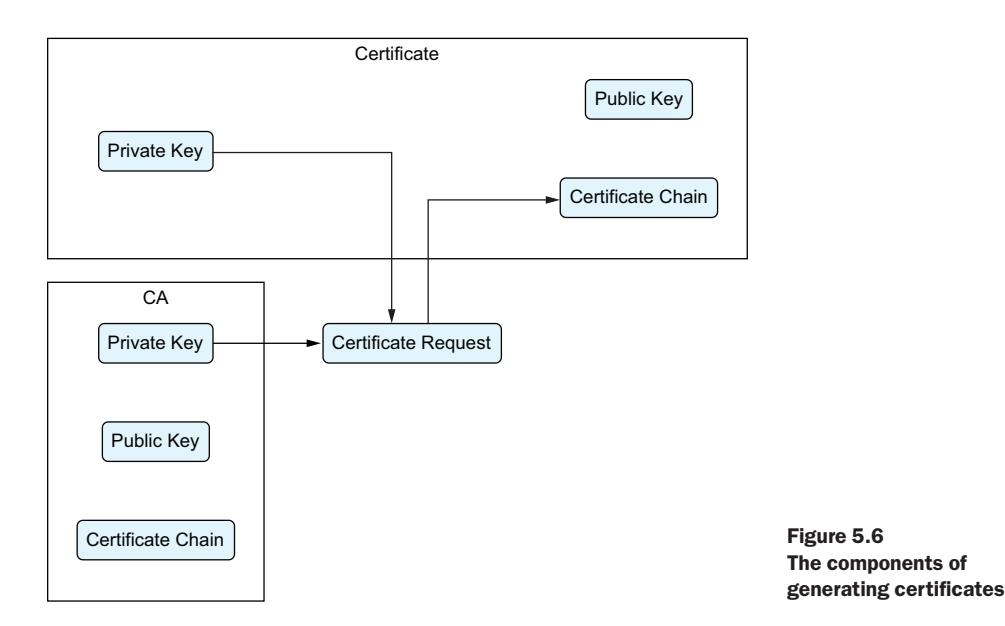 Certificate
Public Key
Private Key
Certificate Chain
CA
Private Key
Certificate Request
Public Key
Certificate Chain
Figure 5.6
The components of
generating certificates